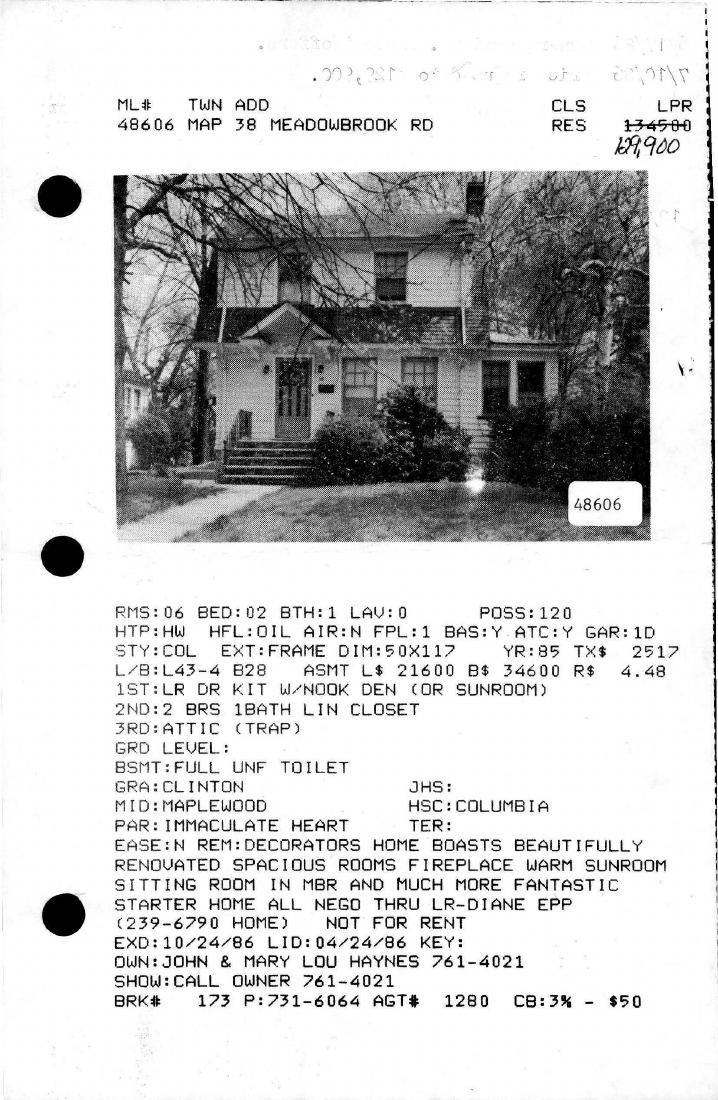 ML# TWN ADD CLS LPR
48606 MAP 38 MEADOWBROOK RD RES 134500
129,900
48606
RMS:06 BED:02 BTH:1 LAV:0 POSS:120
HTP:HW HFL:OIL AIR:N FPL:1 BAS:Y ATC:Y GAR:1D
STY:COL EXT:FRAME DIM:50X117 YR:85 TX$ 2517
L/B:L43-4 B28 ASMT L$ 21600 B$ 34600 R$ 4.48
1ST:LR DR KIT W/NOOK DEN (OR SUNROOM)
2ND:2 BRS 1BATH LIN CLOSET
3RD:ATTIC (TRAP)
GRD LEVEL:
BSMT:FULL UNF TOILET
GRA:CLINTON JHS:
MID:MAPLEWOOD HSC:COLUMBIA
PAR:IMMACULATE HEART TER:
EASE:N REM:DECORATORS HOME BOASTS BEAUTIFULLY
RENOVATED SPACIOUS ROOMS FIREPLACE WARM SUNROOM
SITTING ROOM IN MBR AND MUCH MORE FANTASTIC
STARTER HOME ALL NEGO THRU LR-DIANE EPP
(239-6790 HOME) NOT FOR RENT
EXD:10/24/86 LID:04/24/86 KEY:
OWN:JOHN & MARY LOU HAYNES 761-4021
SHOW:CALL OWNER 761-4021
BRK# 173 P:731-6064 AGT# 1280 CB:3% - $50